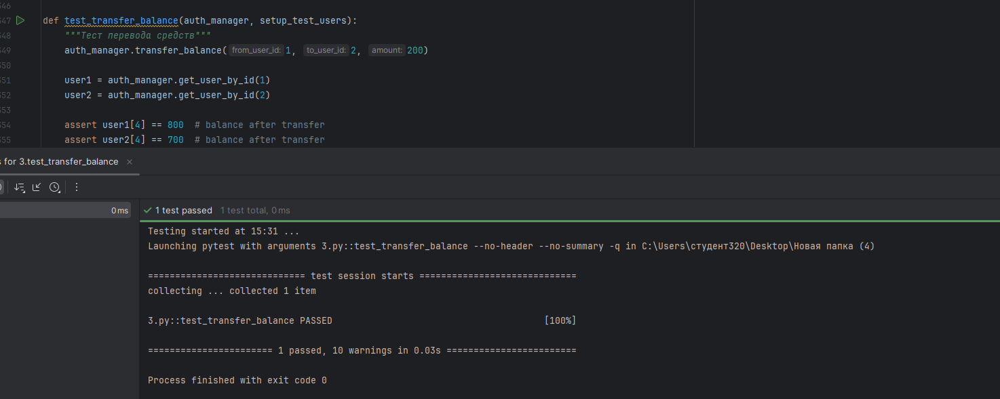 346
347 def test_transfer_balance(auth_manager, setup_test_users):
348 """Тест перевода средств"""
349 auth_manager.transfer_balance( from_user_id: 1, to_user_id: 2, amount: 200)
350
351 user1 = auth_manager.get_user_by_id(1)
352 user2 = auth_manager.get_user_by_id(2)
353
354 assert user1[4] == 800 # balance after transfer
355 assert user2[4] == 700 # balance after transfer
s for 3.test_transfer_balance ×
0 ms
1 test passed 1 test total, 0 ms
Testing started at 15:31 ...
Launching pytest with arguments 3.py::test_transfer_balance --no-header --no-summary -q in C:\Users\студент320\Desktop\Новая папка (4)
============================= test session starts =============================
collecting ... collected 1 item
3.py::test_transfer_balance PASSED [100%]
======================= 1 passed, 10 warnings in 0.03s ========================
Process finished with exit code 0